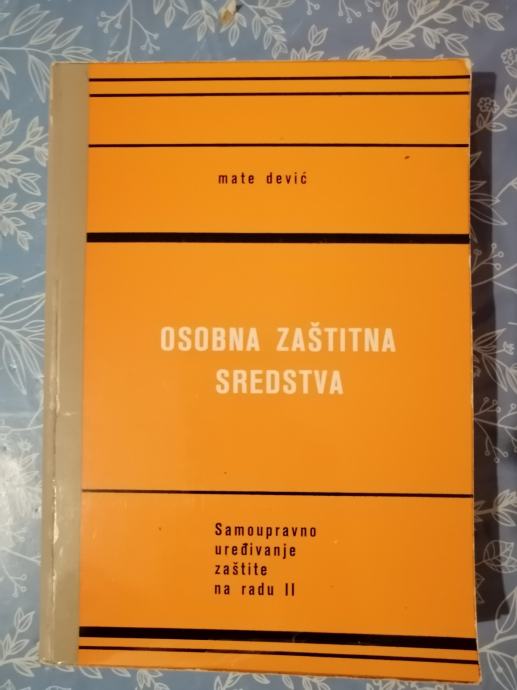 mate dević
OSOBNA ZAŠTITNA
SREDSTVA
Samoupravno
uređivanje
zaštite
na radu II